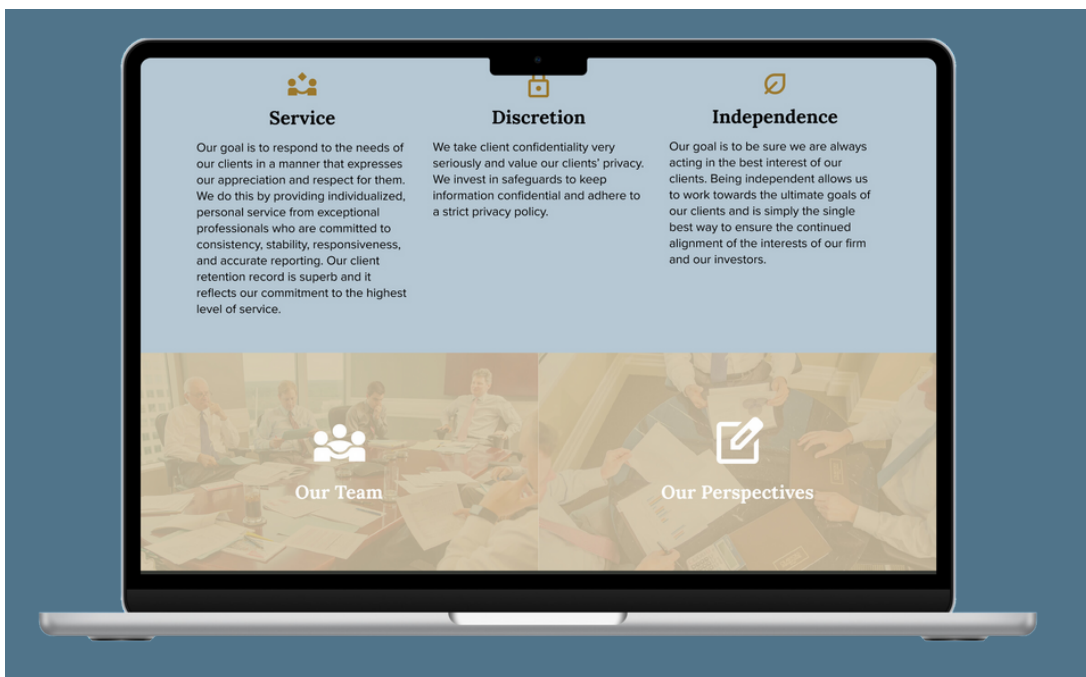 Service
Our goal is to respond to the needs of
our clients in a manner that expresses
our appreciation and respect for them.
We do this by providing individualized,
personal service from exceptional
professionals who are committed to
consistency, stability, responsiveness,
and accurate reporting. Our client
retention record is superb and it
reflects our commitment to the highest
level of service.
Discretion
We take client confidentiality very
seriously and value our clients' privacy.
We invest in safeguards to keep
information confidential and adhere to
a strict privacy policy.
Independence
Our goal is to be sure we are always
acting in the best interest of our
clients. Being independent allows us
to work towards the ultimate goals of
our clients and is simply the single
best way to ensure the continued
alignment of the interests of our firm
and our investors.
Our Team
Our Perspectives